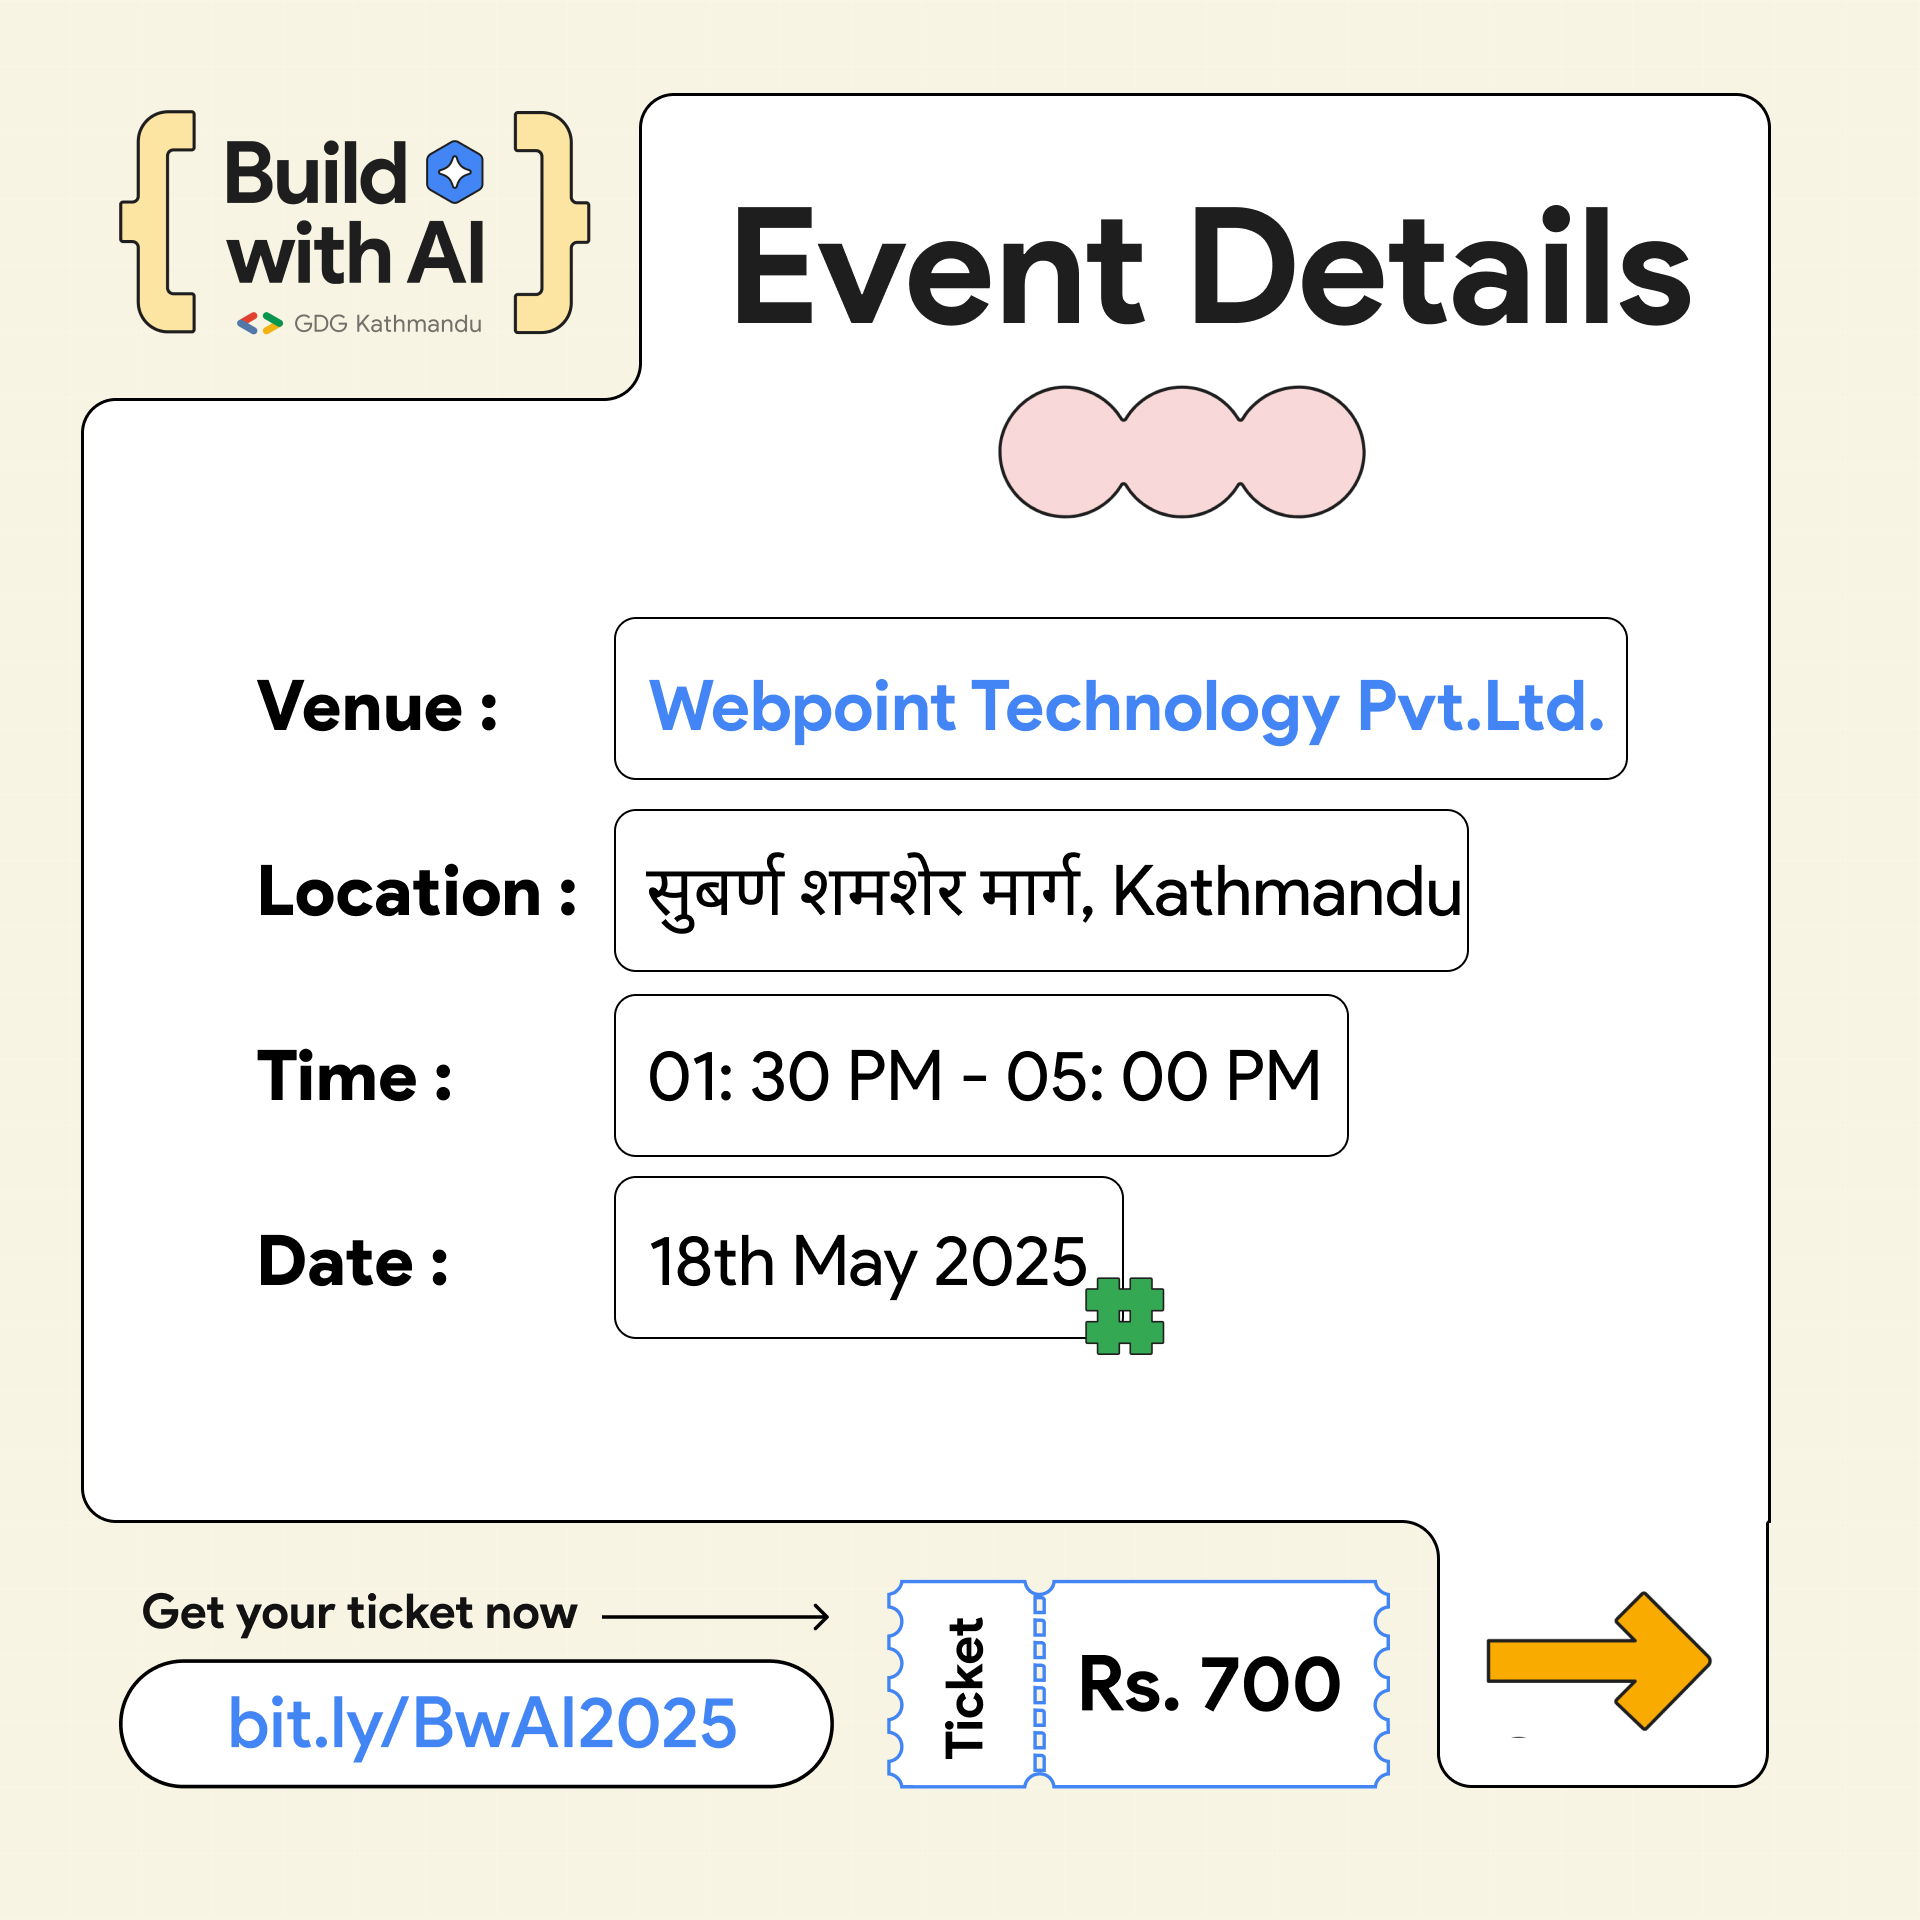 Build
with AI
GDG Kathmandu
Event Details
Venue : Webpoint Technology Pvt.Ltd.
Location : सुबर्ण शमशेर मार्ग, Kathmandu
Time : 01: 30 PM - 05: 00 PM
Date : 18th May 2025
Get your ticket now
bit.ly/BwAI2025
Ticket
Rs. 700